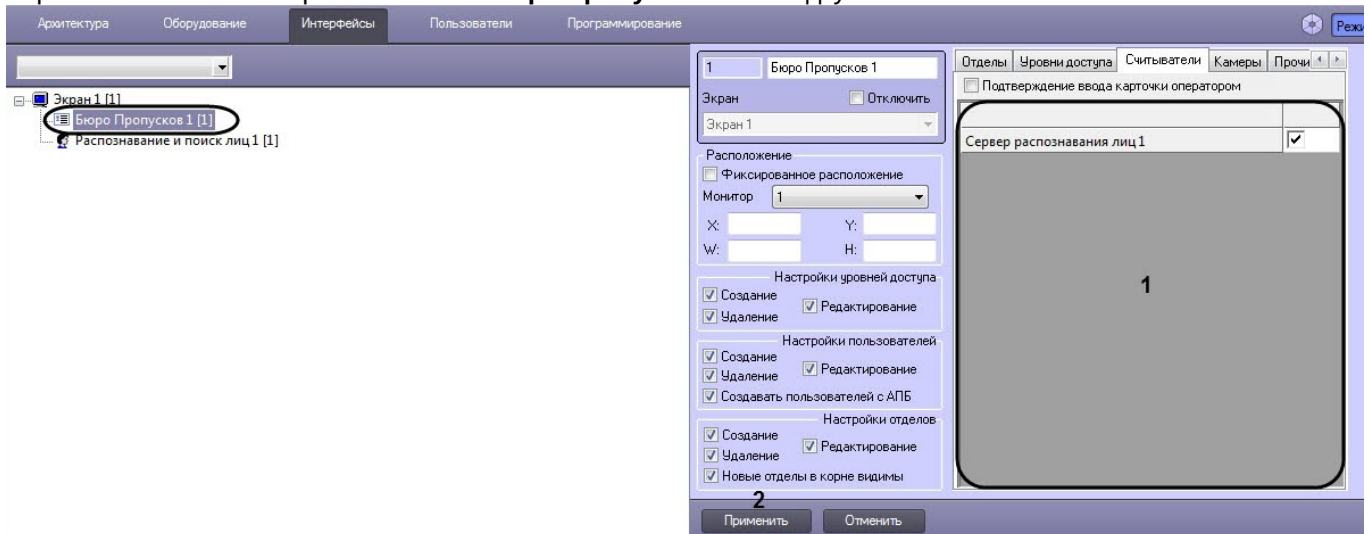 Архитектура Оборудование Интерфейсы Пользователи Программирование
Экран 1 [1]
Бюро Пропусков 1 [1]
Распознавание и поиск лиц 1 [1]
1 Бюро Пропусков 1
Экран Отключить
Экран 1
Расположение
Фиксированное расположение
Монитор 1
X: Y:
W: H:
Настройки уровней доступа
Создание
Редактирование
Удаление
Настройки пользователей
Создание
Редактирование
Удаление
Создавать пользователей с АПБ
Настройки отделов
Создание
Редактирование
Удаление
Новые отделы в корне видимы
2
Применить Отменить
Отделы Уровни доступа Считыватели Камеры Прочи
Подтверждение ввода карточки оператором
Сервер распознавания лиц 1
1